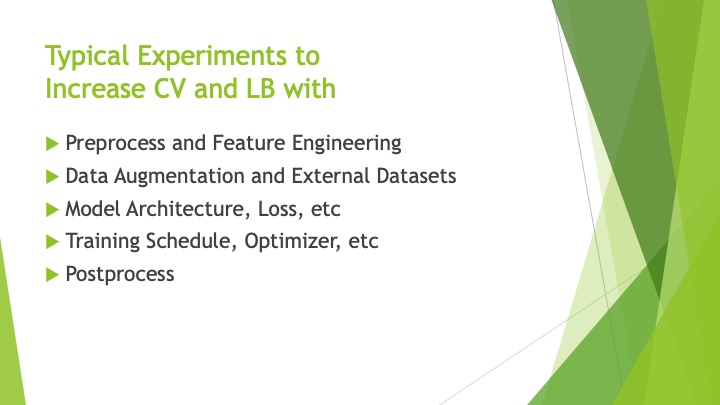 Typical Experiments to
Increase CV and LB with
Preprocess and Feature Engineering
Data Augmentation and External Datasets
Model Architecture, Loss, etc
Training Schedule, Optimizer, etc
Postprocess